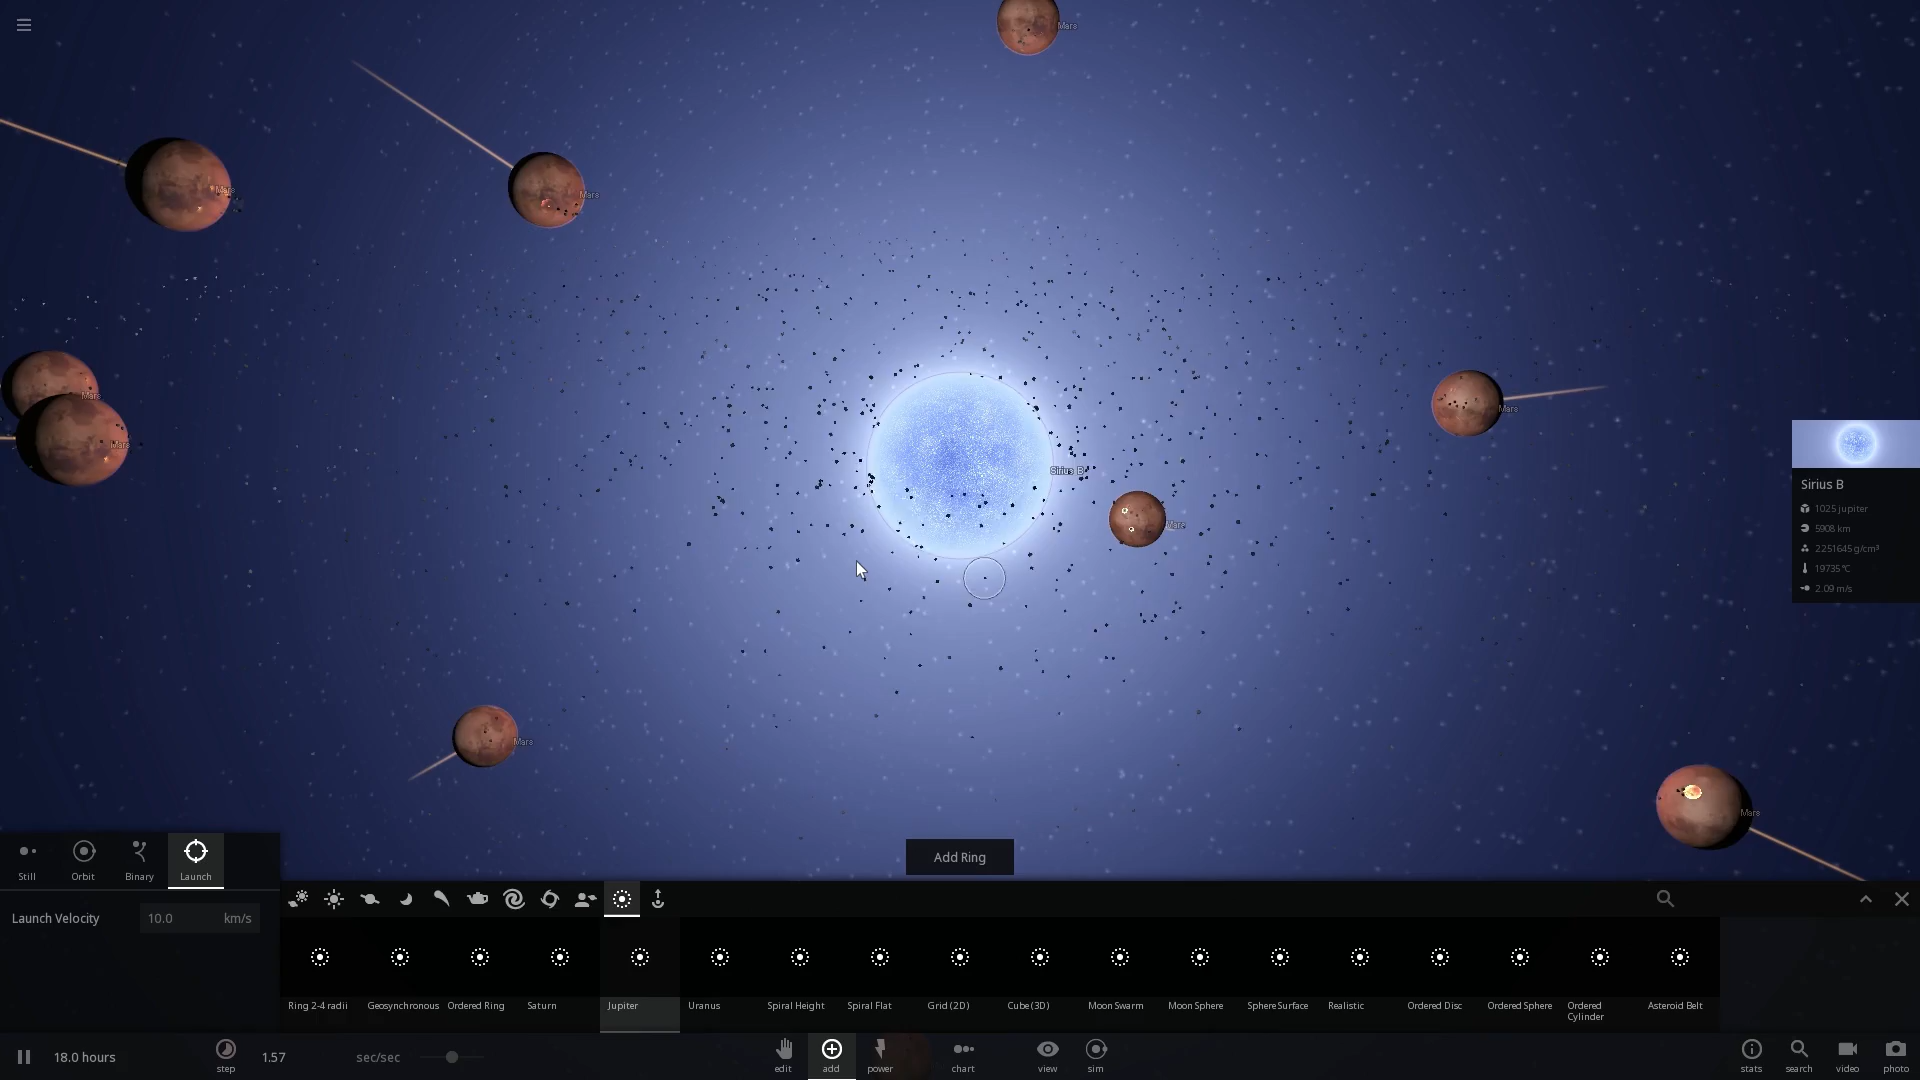 Mars
Mars
Mars
Mars
Mars
Mars
Sirius B
Mars
Mars
Mars
Sirius B
1025 jupiter
5908 km
2251645 g/cm³
19735 °C
2.09 m/s
Add Ring
Still
Orbit
Binary
Launch
Launch Velocity
10.0
km/s
Ring 2-4 radii
Geosynchronous
Ordered Ring
Saturn
Jupiter
Uranus
Spiral Height
Spiral Flat
Grid (2D)
Cube (3D)
Moon Swarm
Moon Sphere
Sphere Surface
Realistic
Ordered Disc
Ordered Sphere
Ordered
Cylinder
Asteroid Belt
18.0 hours
step
1.57
sec/sec
edit
add
power
chart
view
sim
stats
search
video
photo